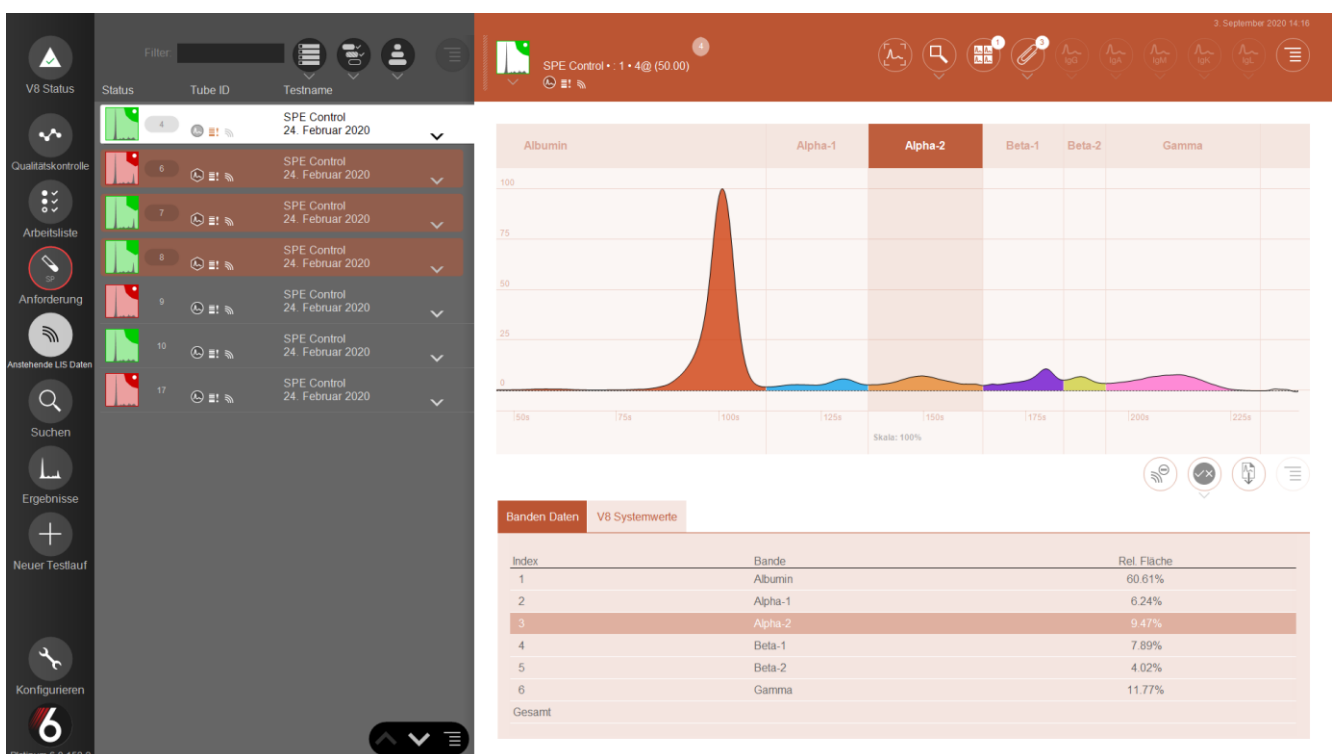 3. September 2020 14:16
V8 Status
Qualitätskontrolle
Arbeitsliste
SP
Anforderung
Anstehende LIS Daten
Suchen
Ergebnisse
Neuer Testlauf
Konfigurieren
6
Filter:
Status Tube ID Testname
4 SPE Control
24. Februar 2020
6 SPE Control
24. Februar 2020
7 SPE Control
24. Februar 2020
8 SPE Control
24. Februar 2020
9 SPE Control
24. Februar 2020
10 SPE Control
24. Februar 2020
17 SPE Control
24. Februar 2020
4
SPE Control • : 1 • 4@ (50.00)
1 3 IgG IgA IgM IgK IgL
Albumin Alpha-1 Alpha-2 Beta-1 Beta-2 Gamma
100
75
50
25
0
50s 75s 100s 125s 150s 175s 200s 225s
Skala: 100%
Banden Daten V8 Systemwerte
Index Bande Rel. Fläche
1 Albumin 60.61%
2 Alpha-1 6.24%
3 Alpha-2 9.47%
4 Beta-1 7.89%
5 Beta-2 4.02%
6 Gamma 11.77%
Gesamt